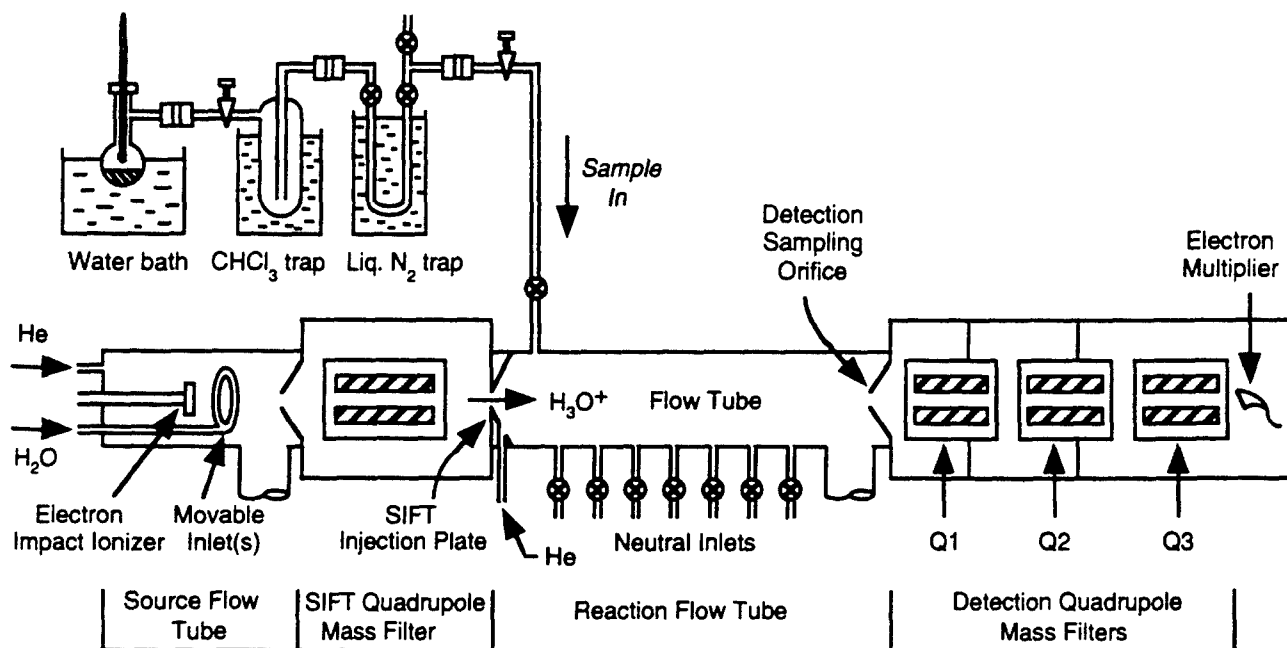 Water bath
CHCl₃ trap
Liq. N₂ trap
Sample
In
Detection
Sampling
Orifice
Electron
Multiplier
He
H₂O
H₃O⁺
Flow Tube
Electron
Impact Ionizer
Movable
Inlet(s)
SIFT
Injection Plate
He
Neutral Inlets
Q1
Q2
Q3
Source Flow
Tube
SIFT Quadrupole
Mass Filter
Reaction Flow Tube
Detection Quadrupole
Mass Filters